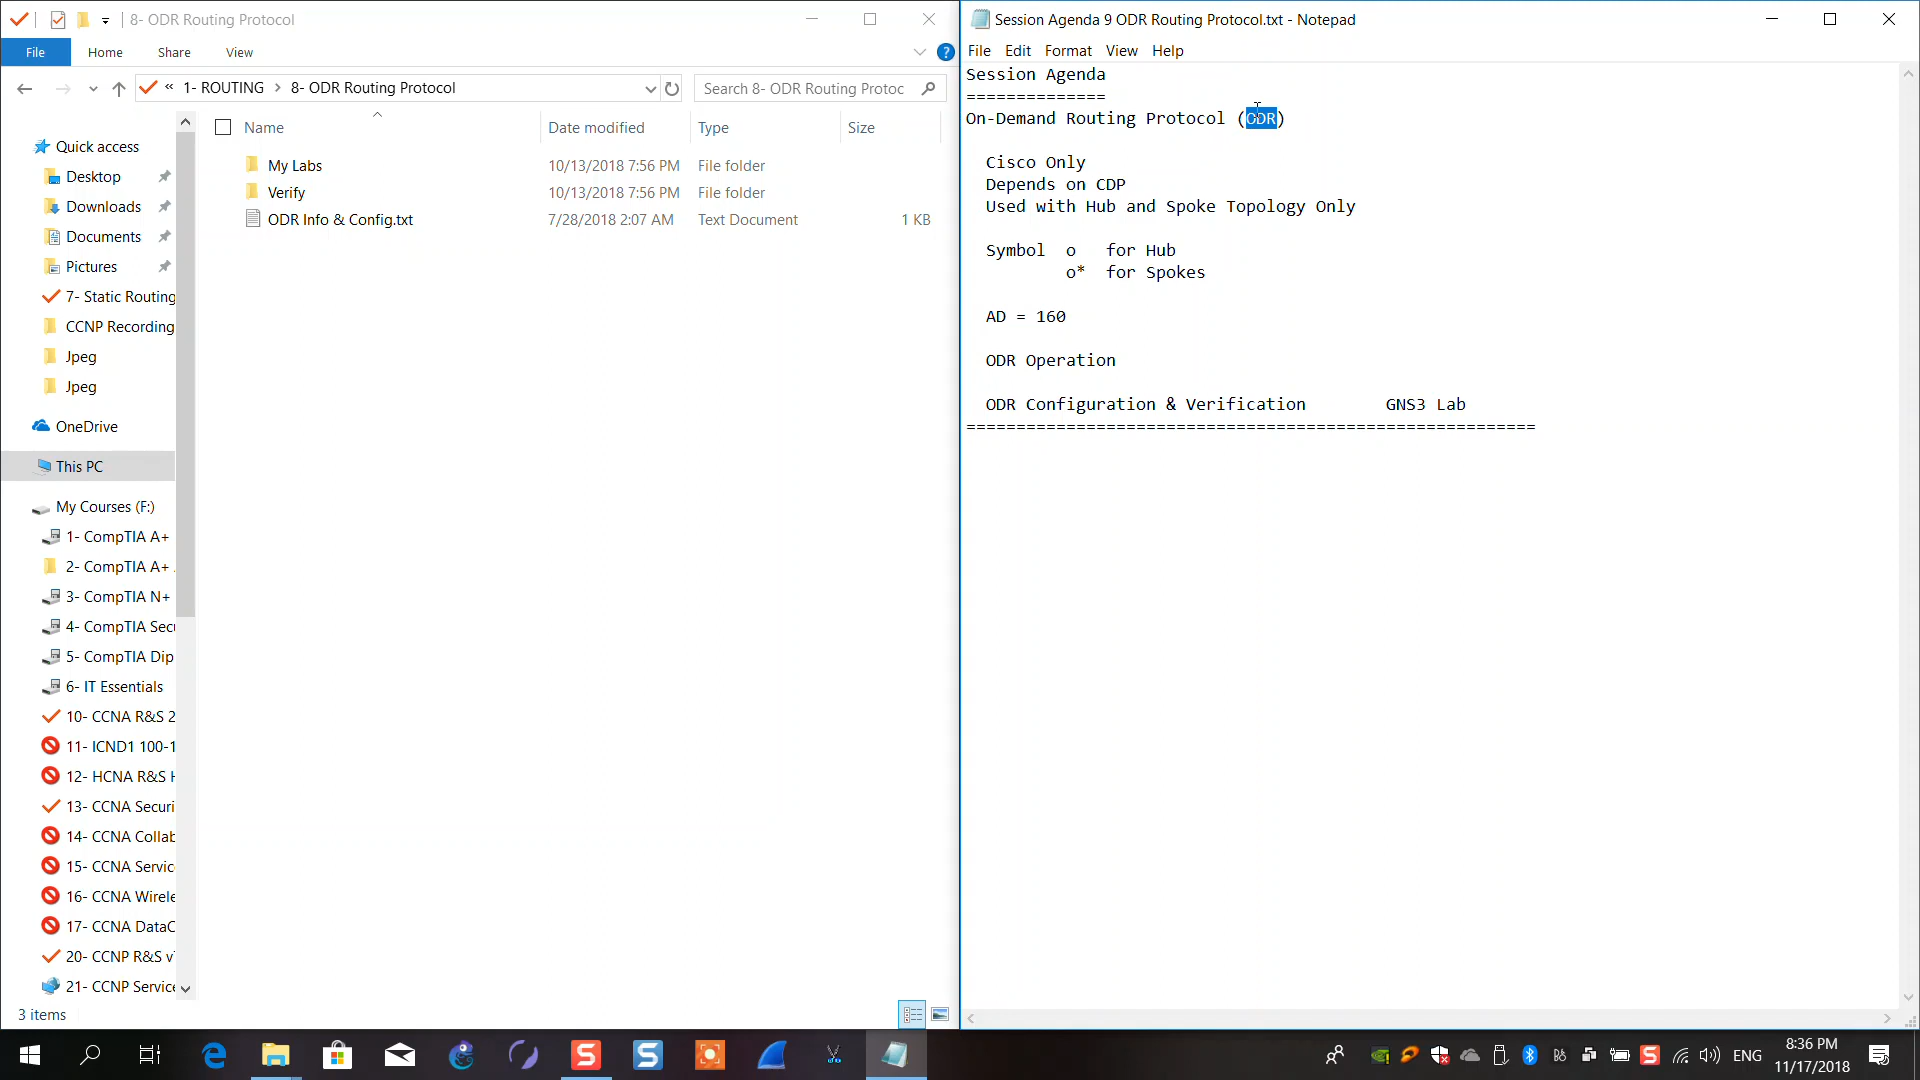 8- ODR Routing Protocol
File Home Share View
« 1- ROUTING > 8- ODR Routing Protocol
Search 8- ODR Routing Protoc
Name Date modified Type Size
My Labs 10/13/2018 7:56 PM File folder
Verify 10/13/2018 7:56 PM File folder
ODR Info & Config.txt 7/28/2018 2:07 AM Text Document 1 KB
Quick access
Desktop
Downloads
Documents
Pictures
7- Static Routing
CCNP Recording
Jpeg
Jpeg
OneDrive
This PC
My Courses (F:)
1- CompTIA A+
2- CompTIA A+
3- CompTIA N+
4- CompTIA Secu
5- CompTIA Dip
6- IT Essentials
10- CCNA R&S 2
11- ICND1 100-1
12- HCNA R&S H
13- CCNA Securi
14- CCNA Collab
15- CCNA Servic
16- CCNA Wirele
17- CCNA DataC
20- CCNP R&S v
21- CCNP Service
3 items
Session Agenda 9 ODR Routing Protocol.txt - Notepad
File Edit Format View Help
Session Agenda
==============
On-Demand Routing Protocol (ODR)
Cisco Only
Depends on CDP
Used with Hub and Spoke Topology Only
Symbol o for Hub
o* for Spokes
AD = 160
ODR Operation
ODR Configuration & Verification GNS3 Lab
=========================================================
ENG
8:36 PM
11/17/2018